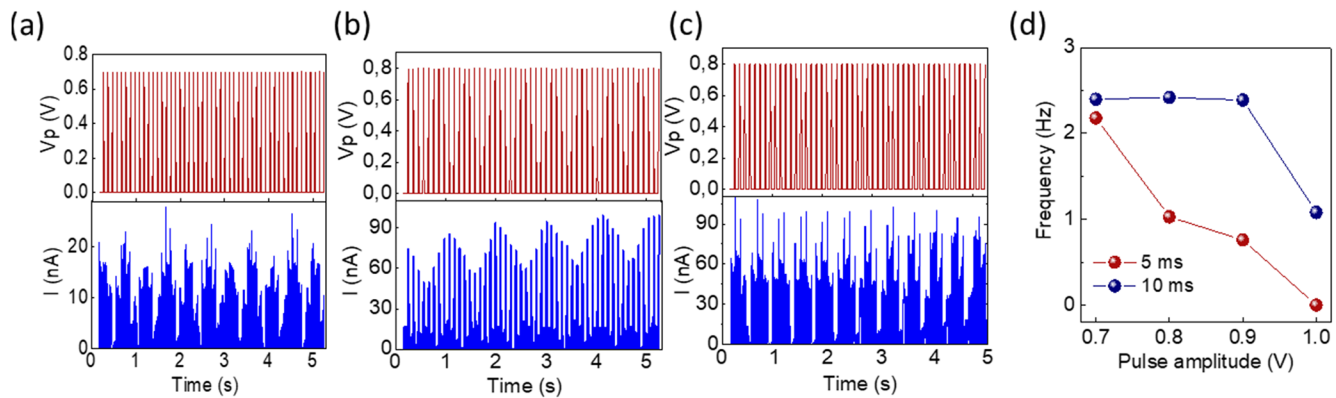 (a)
0.8
0.6
0.4
0.2
0.0
Vp (V)
20
10
0
I (nA)
0 1 2 3 4 5
Time (s)
(b)
0,8
0,6
0,4
0,2
0,0
Vp (V)
90
60
30
0
I (nA)
0 1 2 3 4 5
Time (s)
(c)
0,8
0,6
0,4
0,2
0,0
Vp (V)
90
60
30
0
I (nA)
0 1 2 3 4 5
Time (s)
(d)
3
2
1
0
Frequency (Hz)
5 ms
10 ms
0.7 0.8 0.9 1.0
Pulse amplitude (V)